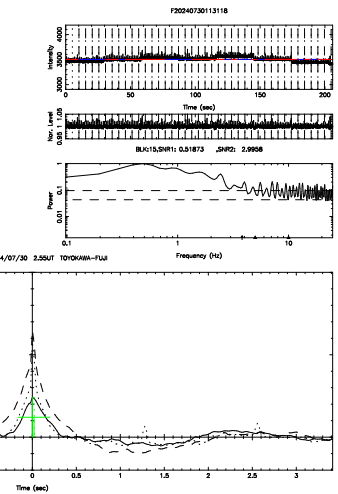 F20240730113118
4000
3500
3000
Intensity
0 50 100 150 200
Time (sec)
1.05
1
0.95
Nor. Level
BLK:15,SNR1: 0.51873 ,SNR2: 2.9958
1
0.1
0.01
Power
0.1 1 10
Frequency (Hz)
4/07/30 2.55UT TOYOKAWA-FUJI
0 0.5 1 1.5 2 2.5 3
Time (sec)